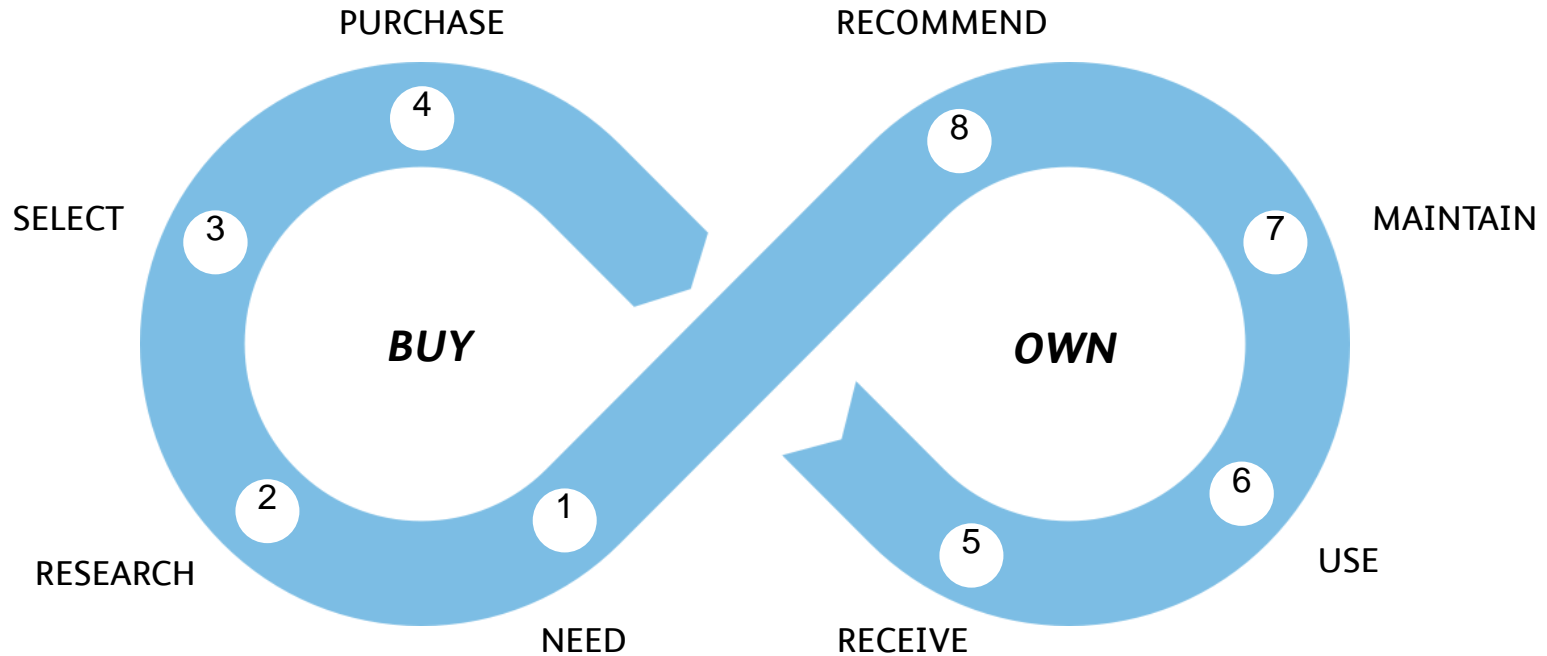 PURCHASE
RECOMMEND
4
8
SELECT
3
7
MAINTAIN
BUY
OWN
2
1
6
5
RESEARCH
USE
NEED
RECEIVE